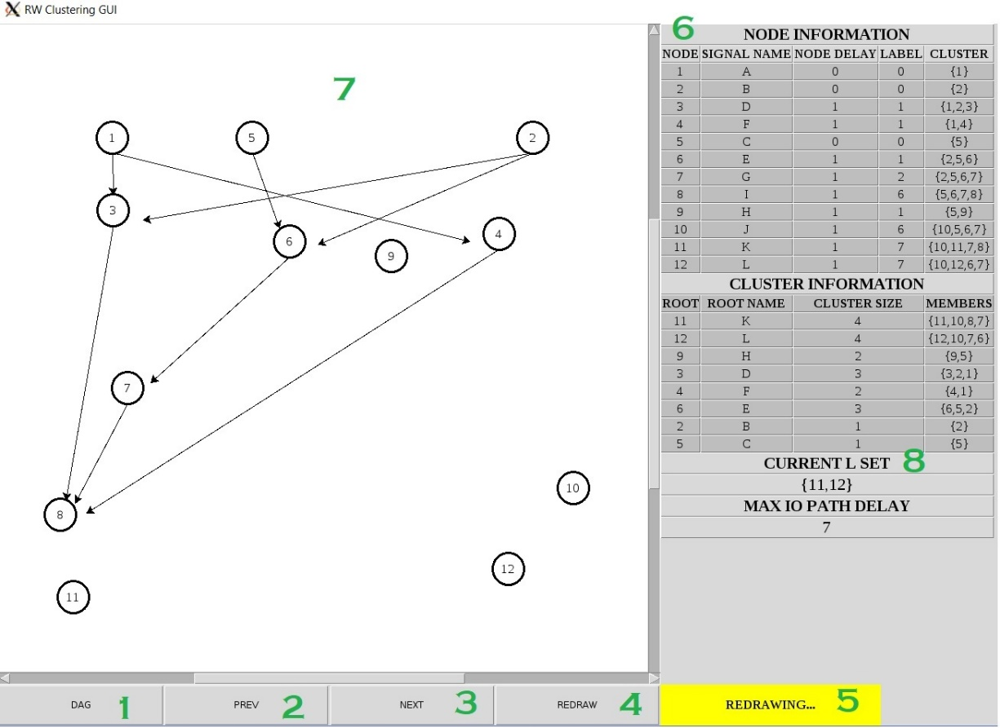 RW Clustering GUI
7
1 5 2
3
6 9 4
7
10
8
12
11
6
NODE INFORMATION
NODE SIGNAL NAME NODE DELAY LABEL CLUSTER
1 A 0 0 {1}
2 B 0 0 {2}
3 D 1 1 {1,2,3}
4 F 1 1 {1,4}
5 C 0 0 {5}
6 E 1 1 {2,5,6}
7 G 1 2 {2,5,6,7}
8 I 1 6 {5,6,7,8}
9 H 1 1 {5,9}
10 J 1 6 {10,5,6,7}
11 K 1 7 {10,11,7,8}
12 L 1 7 {10,12,6,7}
CLUSTER INFORMATION
ROOT ROOT NAME CLUSTER SIZE MEMBERS
11 K 4 {11,10,8,7}
12 L 4 {12,10,7,6}
9 H 2 {9,5}
3 D 3 {3,2,1}
4 F 2 {4,1}
6 E 3 {6,5,2}
2 B 1 {2}
5 C 1 {5}
CURRENT L SET 8
{11,12}
MAX IO PATH DELAY
7
DAG 1 PREV 2 NEXT 3 REDRAW 4 REDRAWING... 5